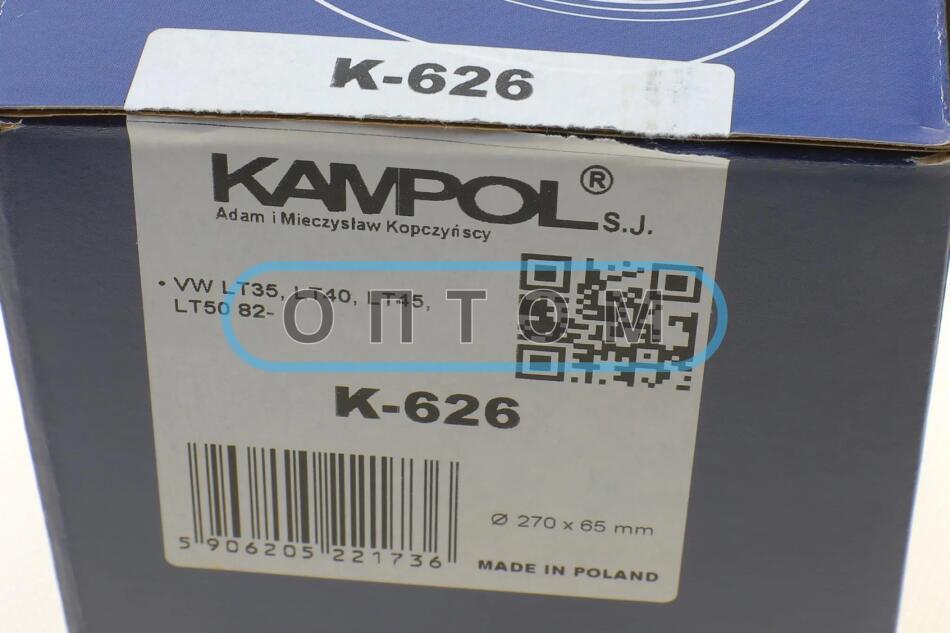 K-626
KAMPOL® S.J.
Adam i Mieczysław Kopczyńscy
• VW LT35, LT40, LT45,
LT50 82-
ОПТОМ
K-626
Ø 270 x 65 mm
5 906205 221736
MADE IN POLAND